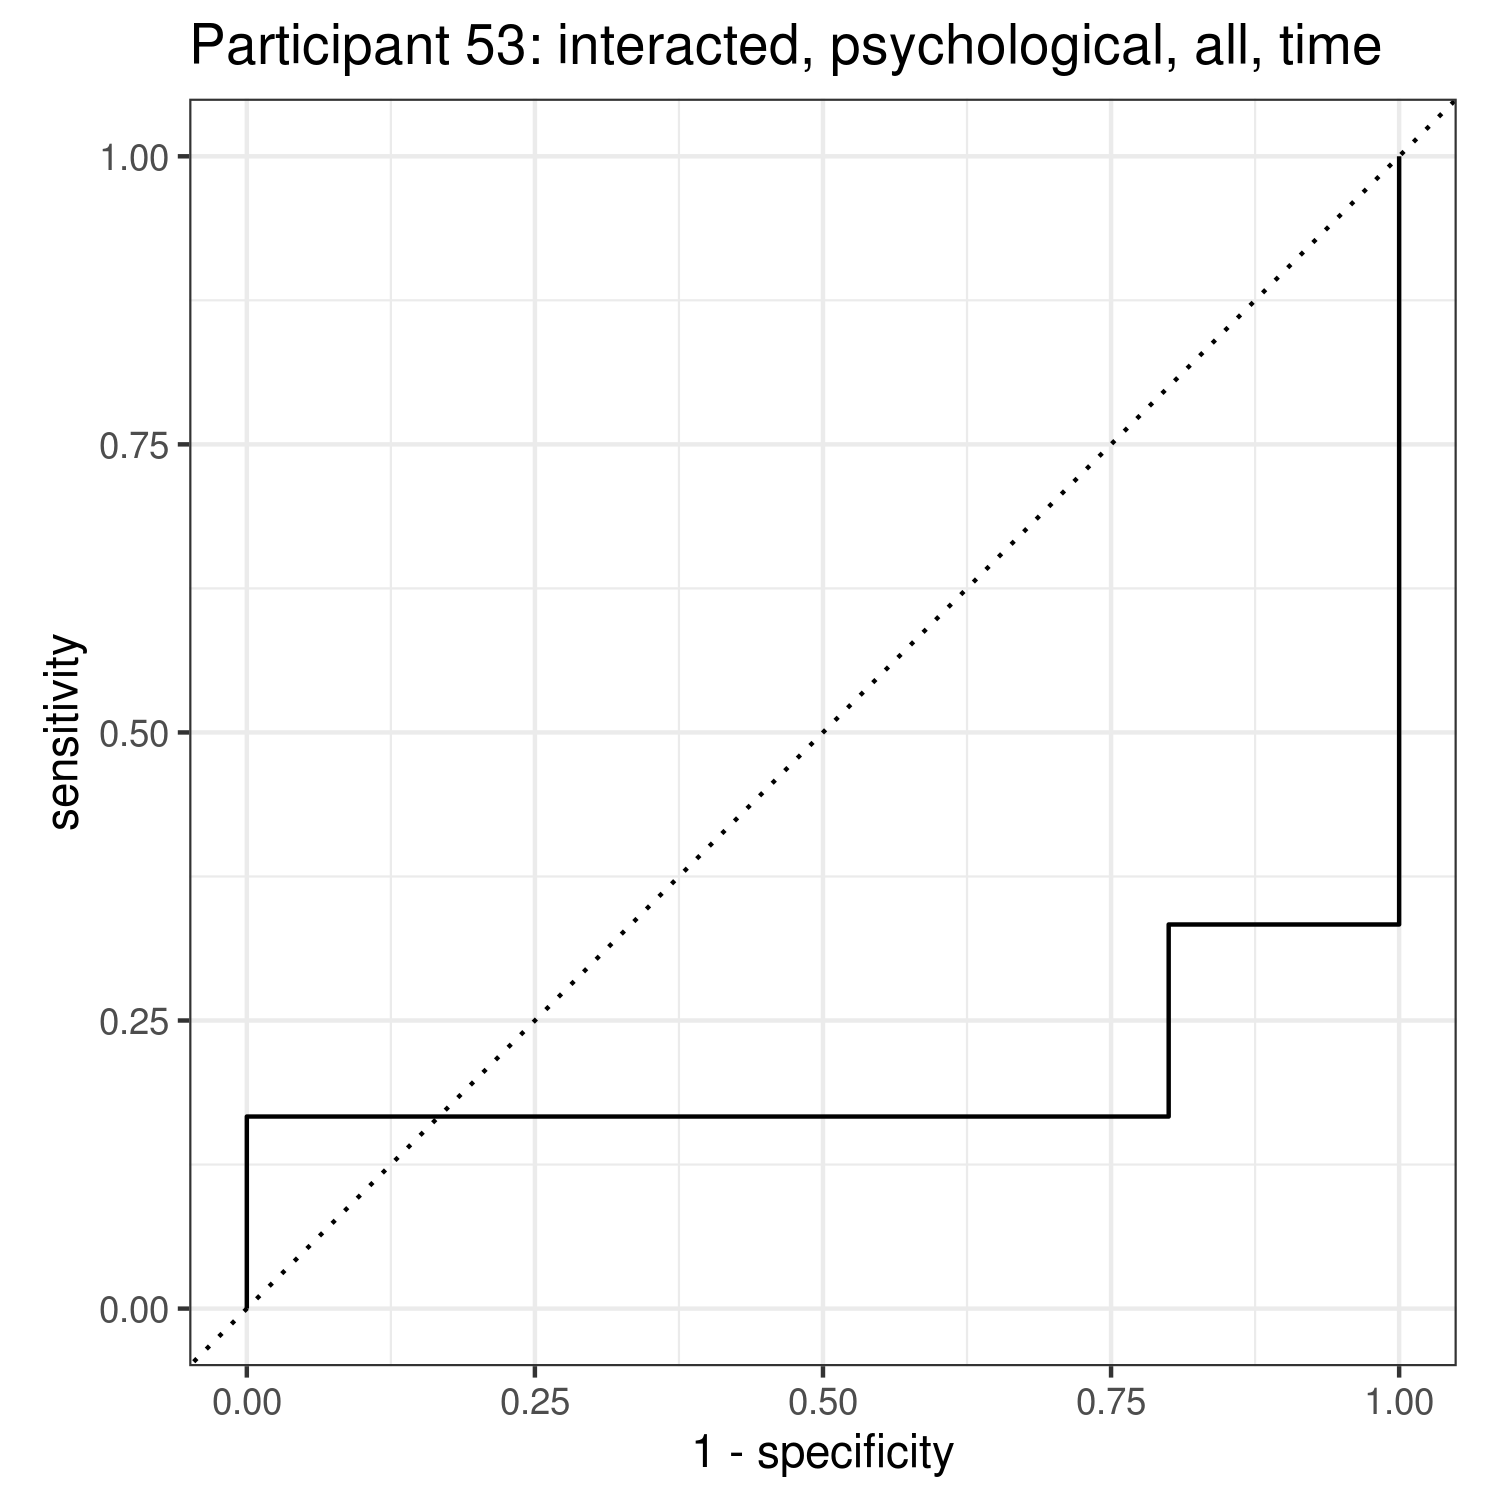 Participant 53: interacted, psychological, all, time
1.00
0.75
0.50
0.25
0.00
sensitivity
0.00 0.25 0.50 0.75 1.00
1 - specificity